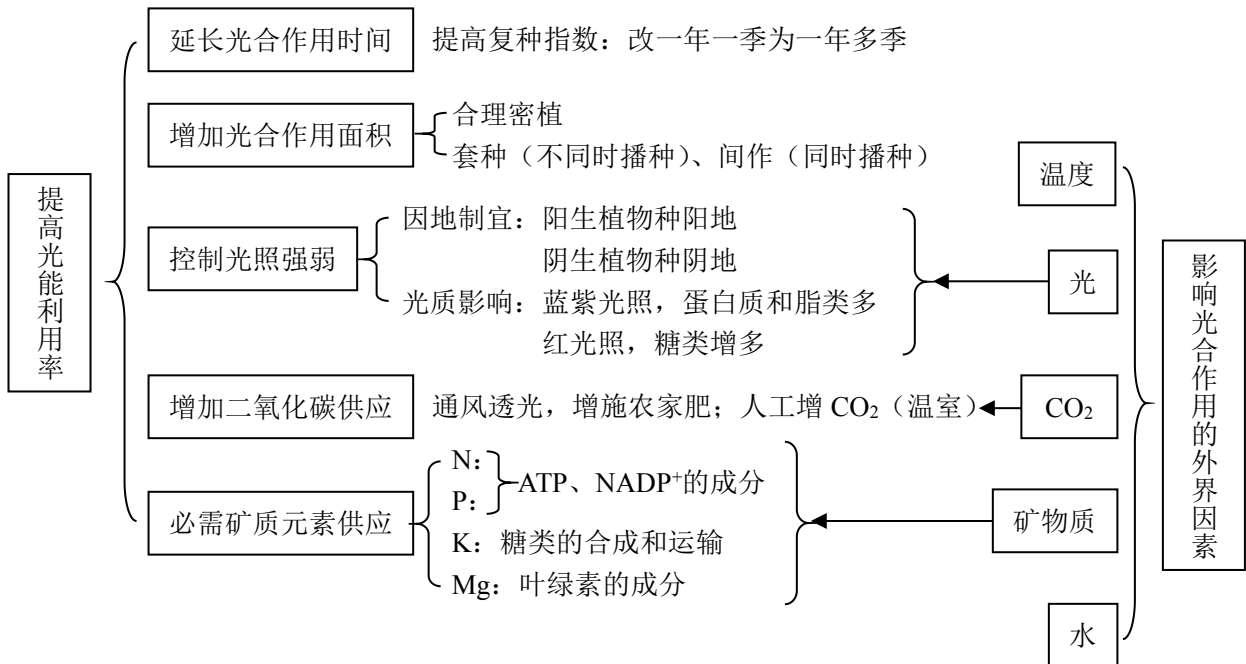 提高光能利用率
延长光合作用时间 提高复种指数：改一年一季为一年多季
增加光合作用面积
合理密植
套种（不同时播种）、间作（同时播种）
控制光照强弱
因地制宜：阳生植物种阳地
阴生植物种阴地
光质影响：蓝紫光照，蛋白质和脂类多
红光照，糖类增多
增加二氧化碳供应 通风透光，增施农家肥；人工增 CO₂（温室）
必需矿质元素供应
N：
P：
ATP、NADP⁺的成分
K：糖类的合成和运输
Mg：叶绿素的成分
温度
光
CO₂
矿物质
水
影响光合作用的外界因素